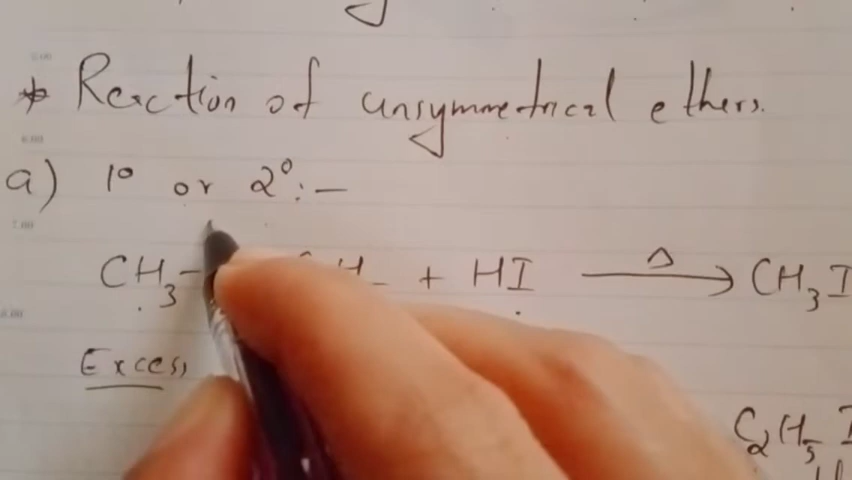 * Reaction of unsymmetrical ethers.
a) 1° or 2°:-
CH₃- H + HI →Δ CH₃I
Excess
C₂H₅ I